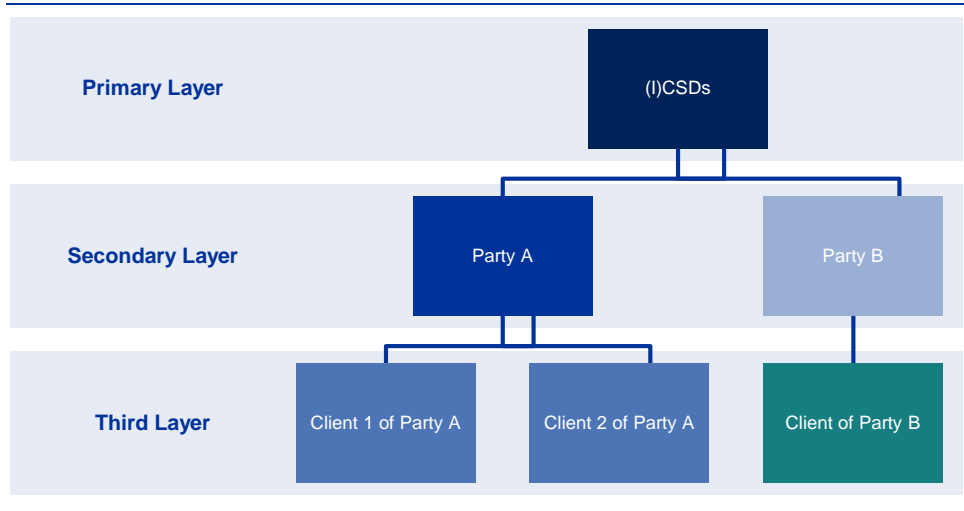 Primary Layer
(I)CSDs
Secondary Layer
Party A
Party B
Third Layer
Client 1 of Party A
Client 2 of Party A
Client of Party B